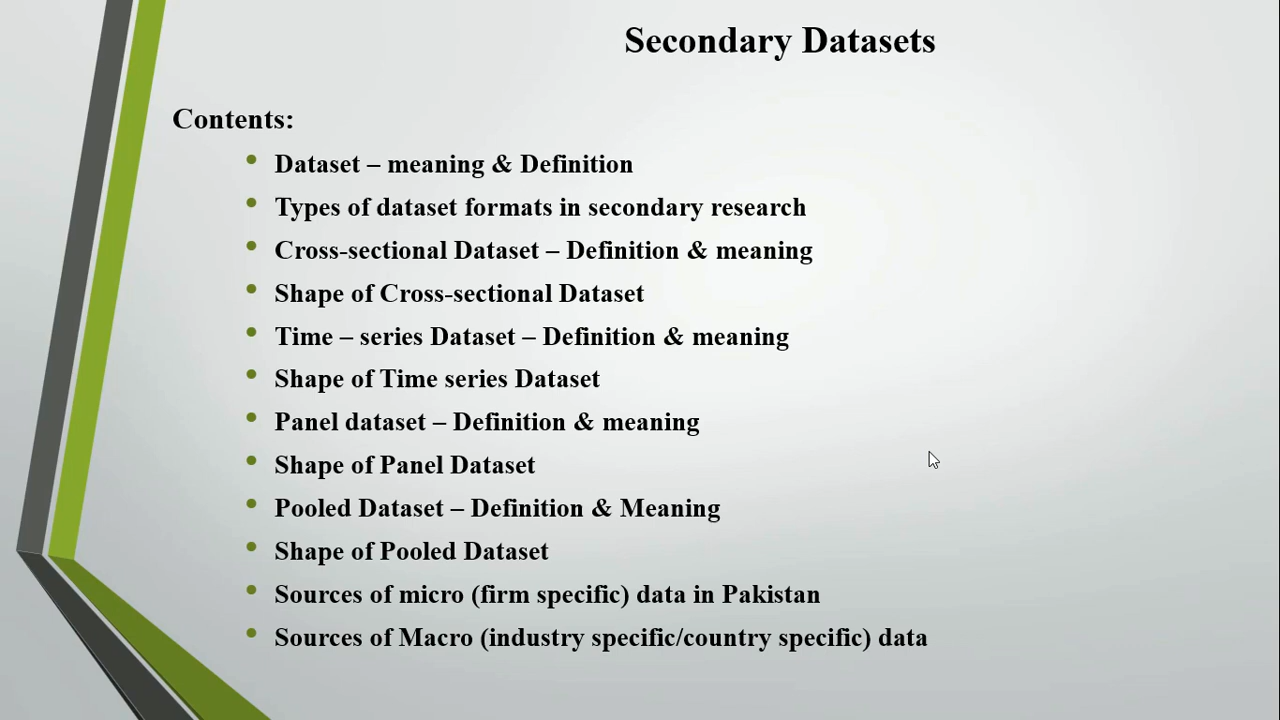 Secondary Datasets
Contents:
• Dataset – meaning & Definition
• Types of dataset formats in secondary research
• Cross-sectional Dataset – Definition & meaning
• Shape of Cross-sectional Dataset
• Time – series Dataset – Definition & meaning
• Shape of Time series Dataset
• Panel dataset – Definition & meaning
• Shape of Panel Dataset
• Pooled Dataset – Definition & Meaning
• Shape of Pooled Dataset
• Sources of micro (firm specific) data in Pakistan
• Sources of Macro (industry specific/country specific) data